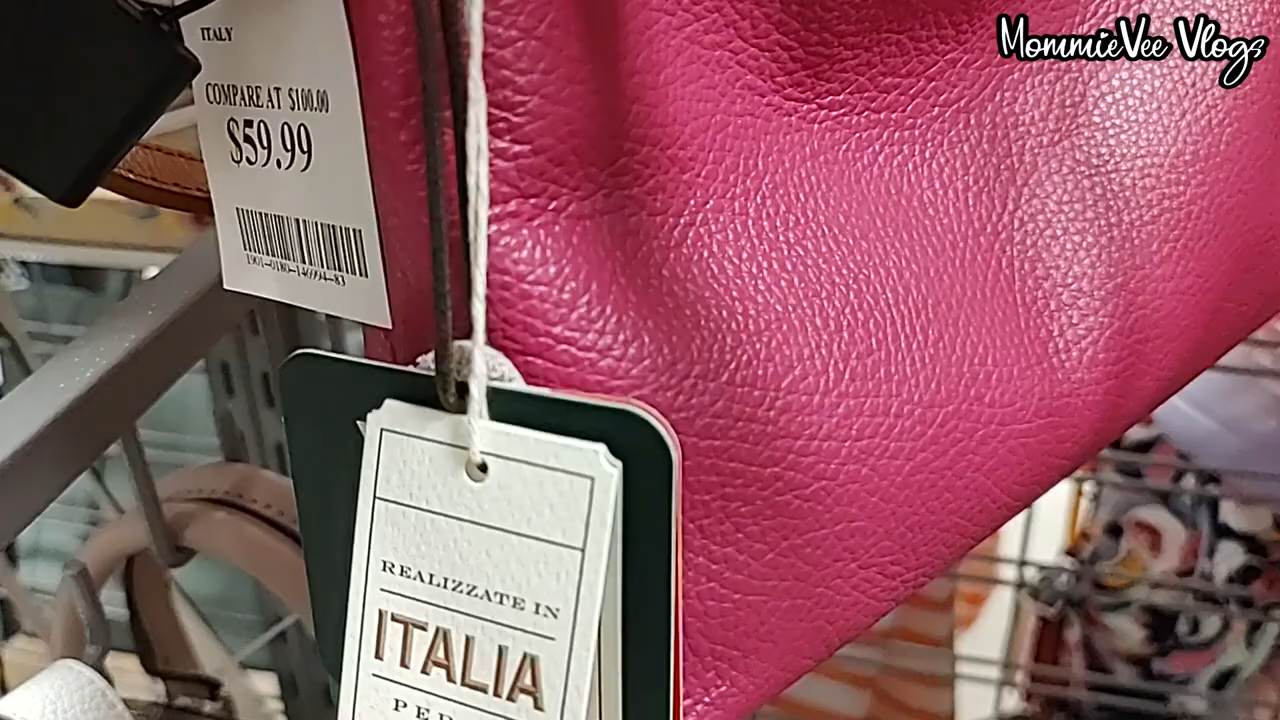 MommieVee Vlogs
ITALY
COMPARE AT $100.00
$59.99
REALIZZATE IN
ITALIA